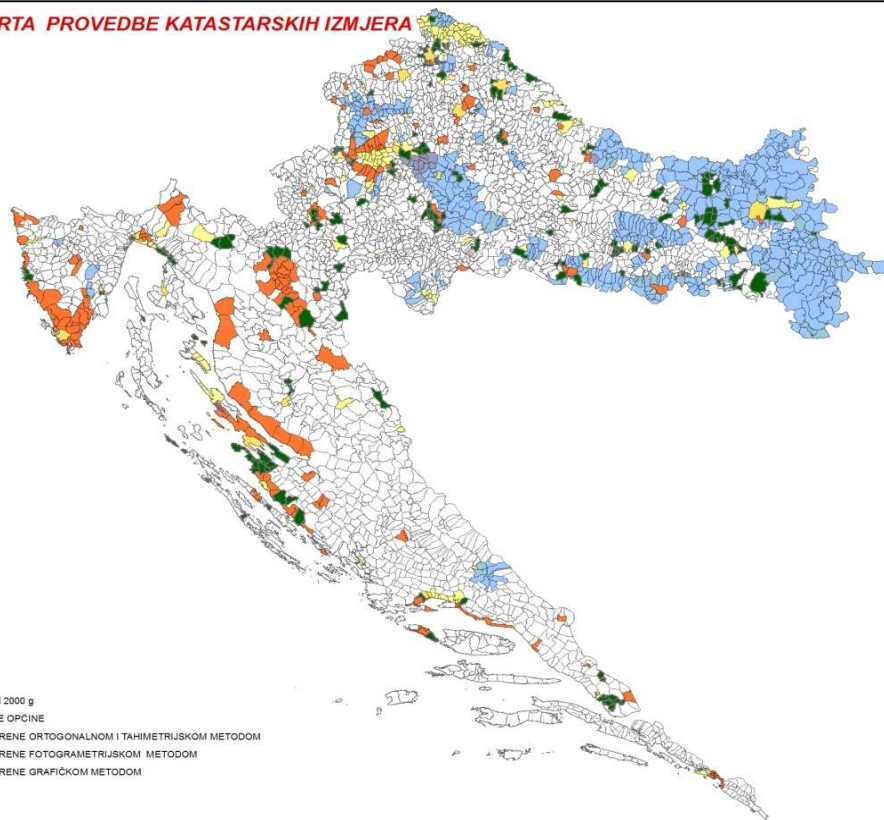 RTA PROVEDBE KATASTARSKIH IZMJERA
2000 g
E OPĆINE
RENE ORTOGONALNOM I TAHIMETRIJSKOM METODOM
RENE FOTOGRAMETRIJSKOM METODOM
RENE GRAFIČKOM METODOM